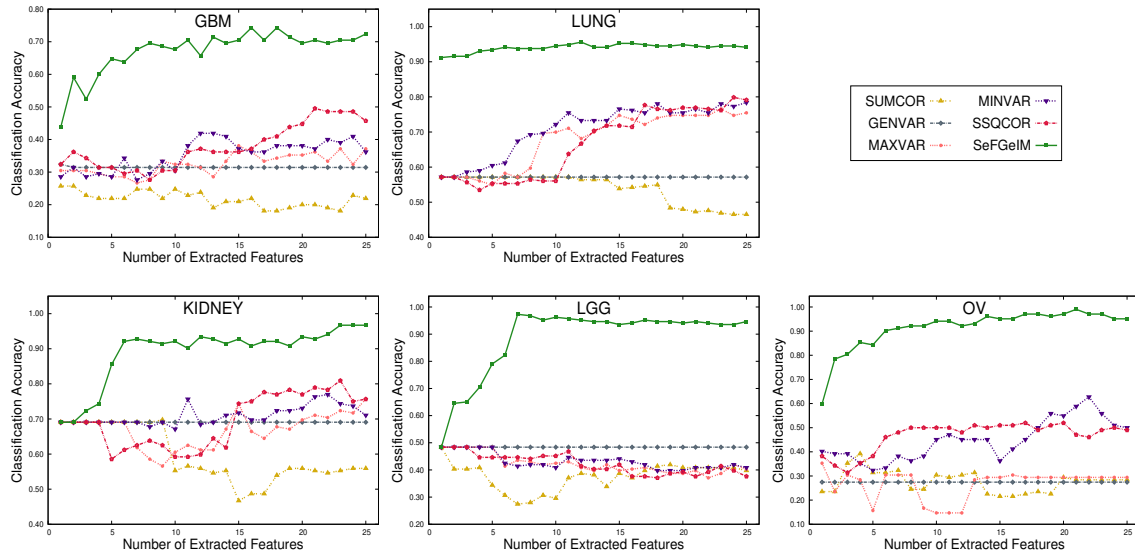 GBM
Classification Accuracy
0.80
0.70
0.60
0.50
0.40
0.30
0.20
0.10
0 5 10 15 20 25
Number of Extracted Features
LUNG
Classification Accuracy
1.00
0.90
0.80
0.70
0.60
0.50
0.40
0 5 10 15 20 25
Number of Extracted Features
SUMCOR
GENVAR
MAXVAR
MINVAR
SSQCOR
SeFGeIM
KIDNEY
Classification Accuracy
1.00
0.90
0.80
0.70
0.60
0.50
0.40
0 5 10 15 20 25
Number of Extracted Features
LGG
Classification Accuracy
1.00
0.90
0.80
0.70
0.60
0.50
0.40
0.30
0.20
0 5 10 15 20 25
Number of Extracted Features
OV
Classification Accuracy
1.00
0.90
0.80
0.70
0.60
0.50
0.40
0.30
0.20
0.10
0 5 10 15 20 25
Number of Extracted Features